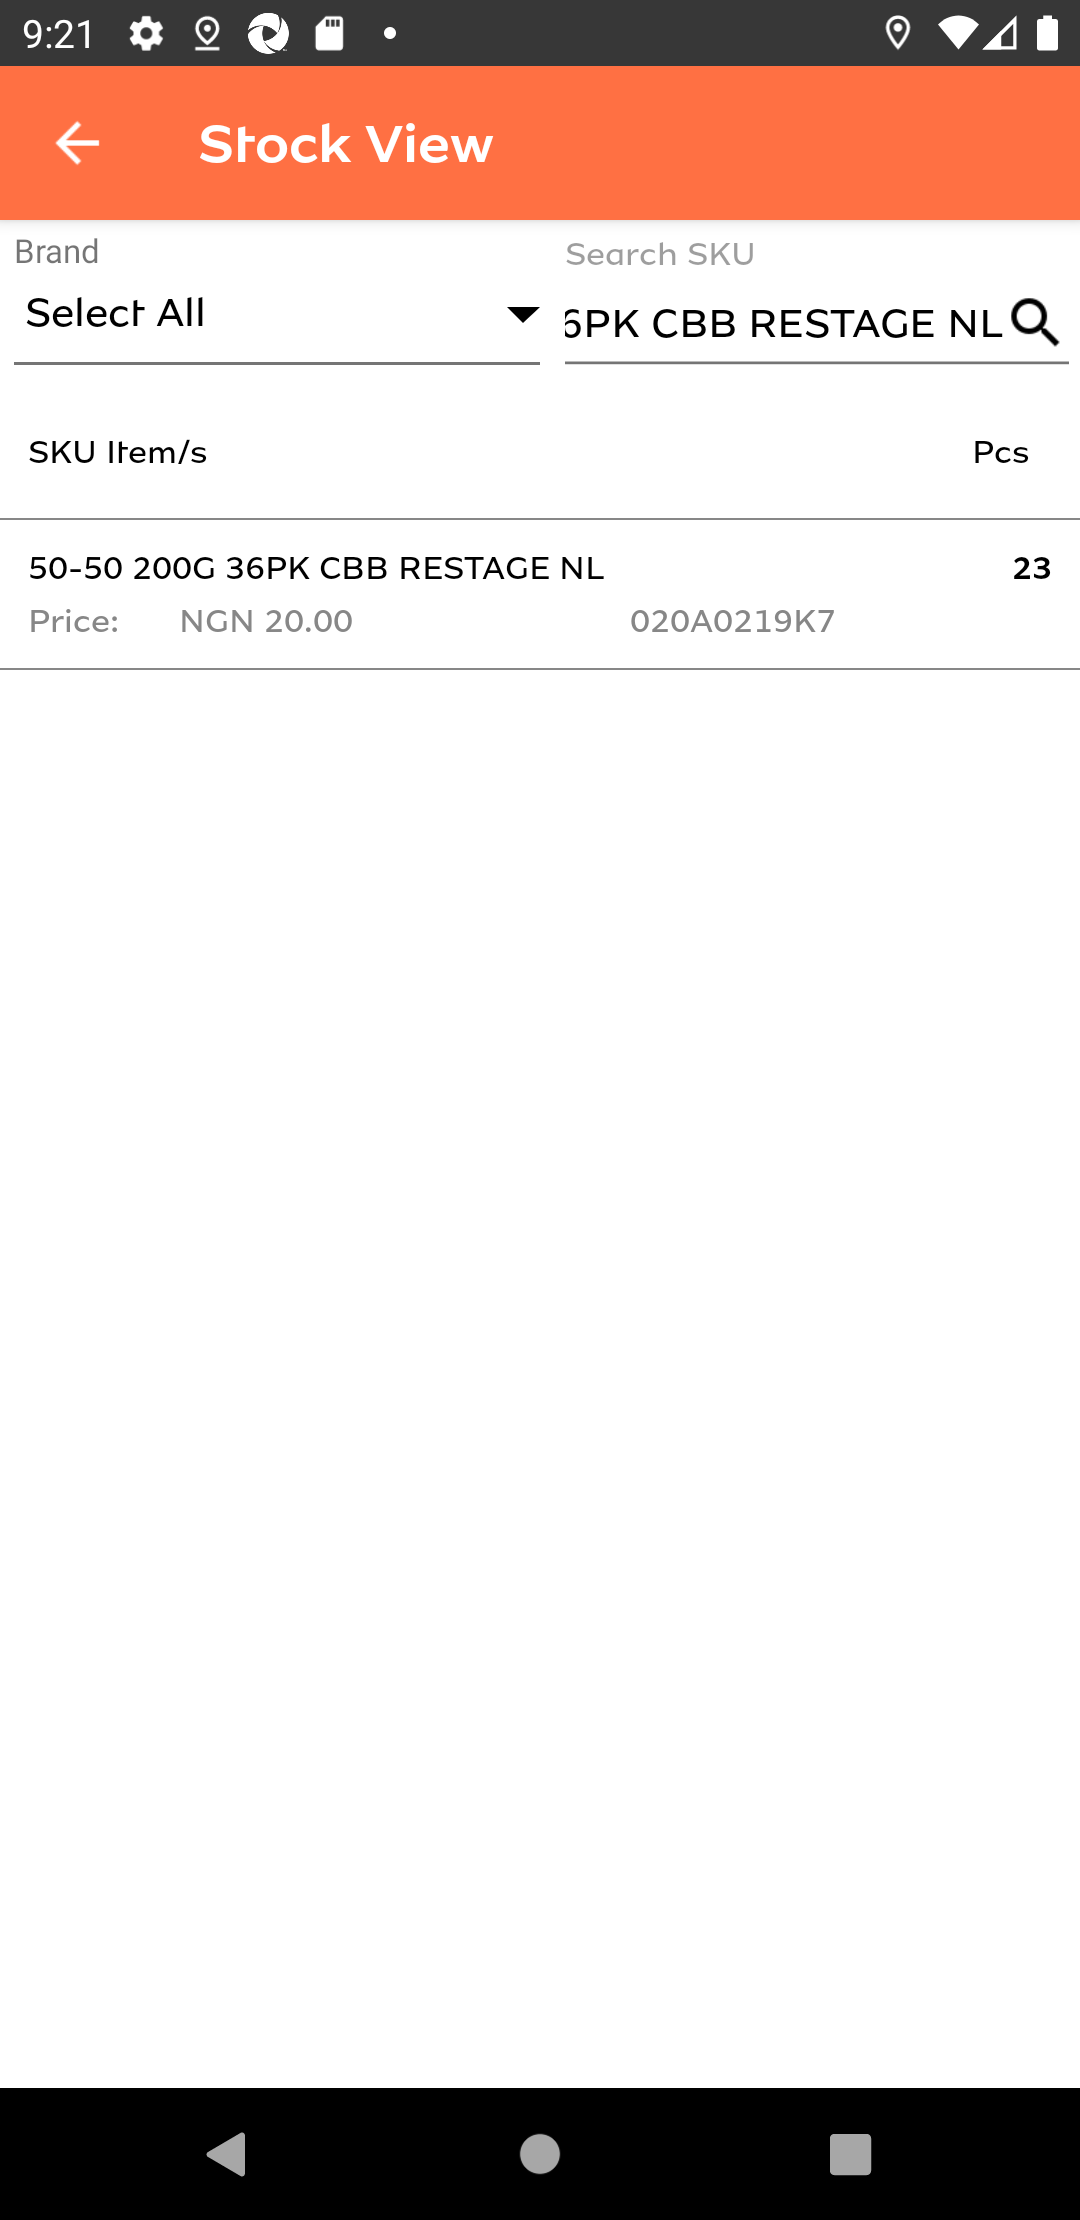 9:21
Stock View
Brand
Search SKU
Select All
6PK CBB RESTAGE NL
SKU Item/s Pcs
50-50 200G 36PK CBB RESTAGE NL 23
Price: NGN 20.00 020A0219K7